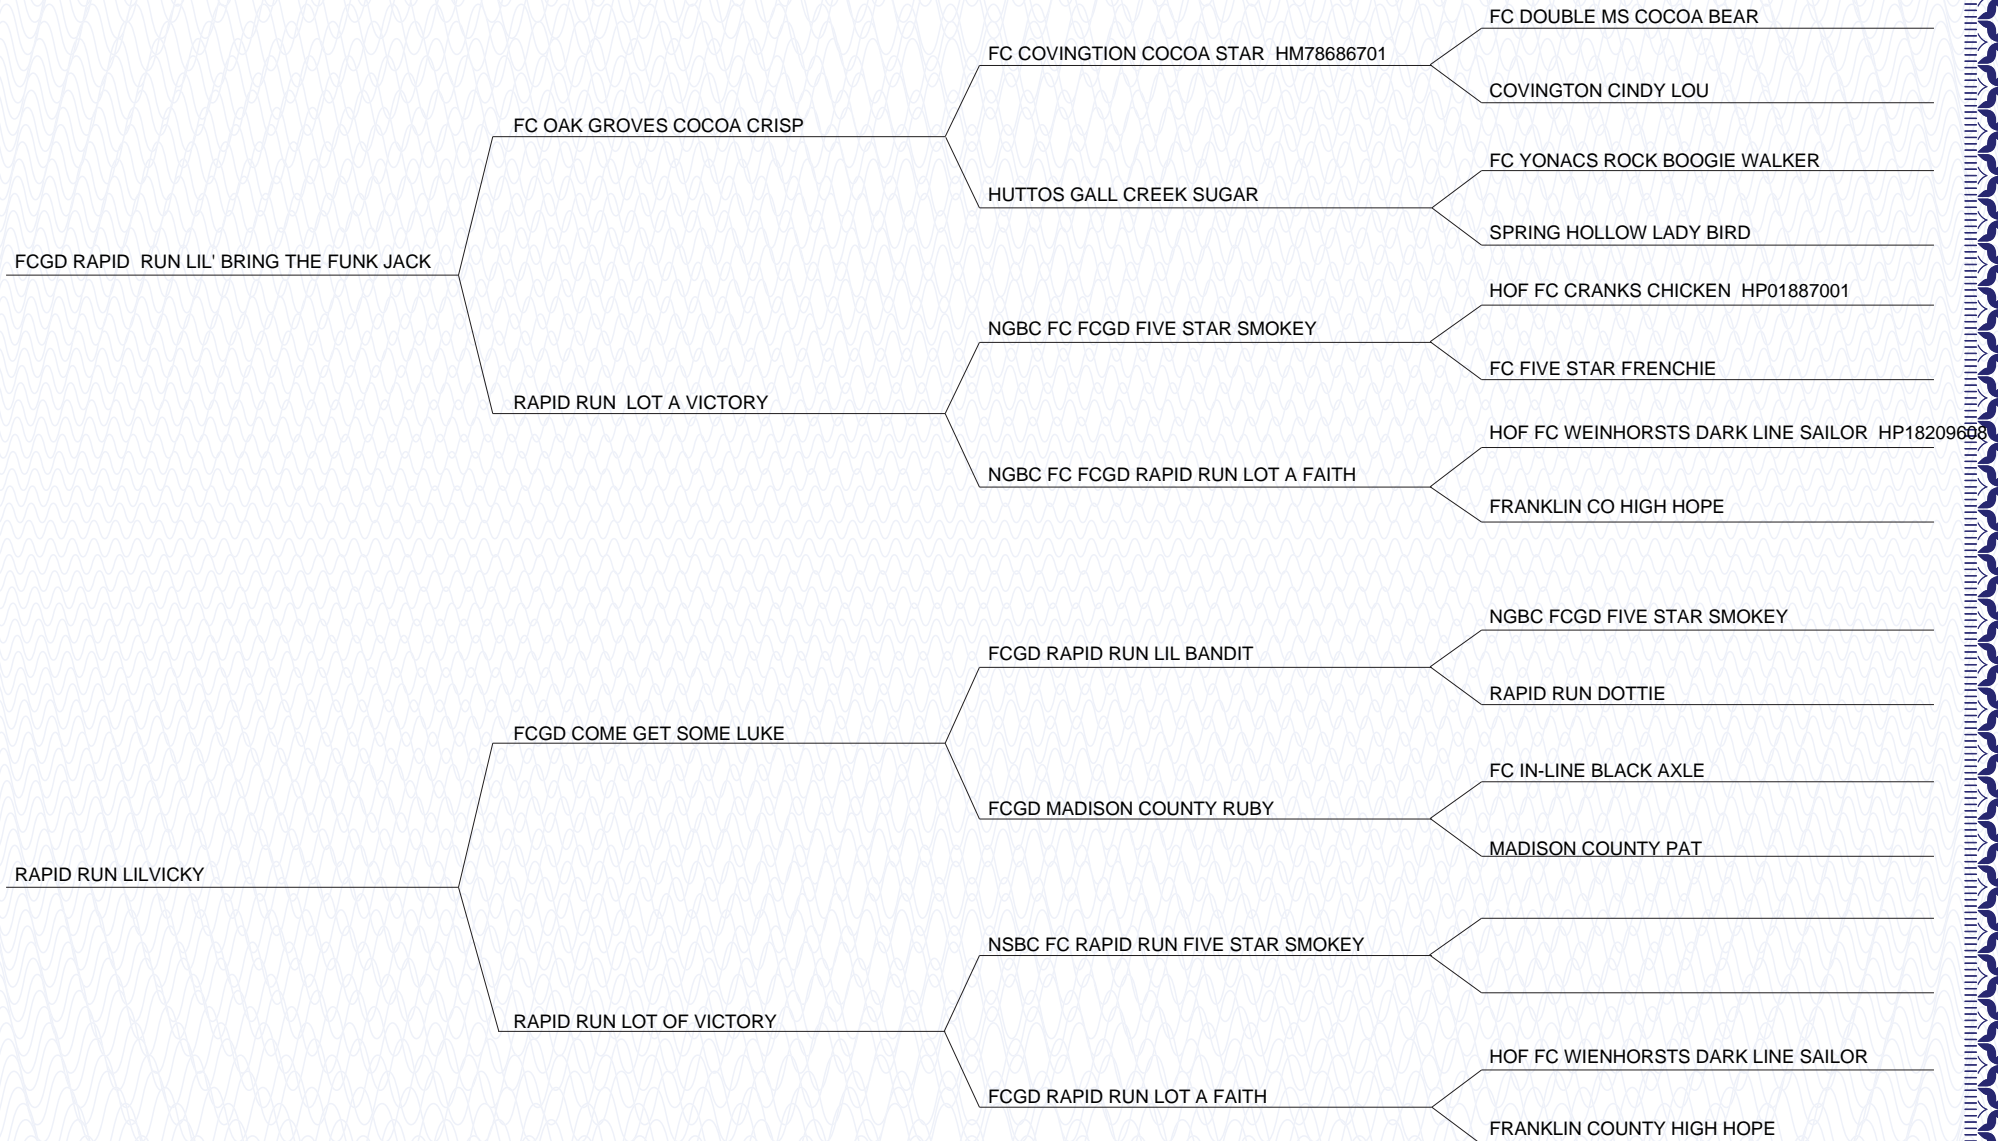 FC DOUBLE MS COCOA BEAR
FC COVINGTION COCOA STAR  HM78686701
COVINGTON CINDY LOU
FC OAK GROVES COCOA CRISP
FC YONACS ROCK BOOGIE WALKER
HUTTOS GALL CREEK SUGAR
SPRING HOLLOW LADY BIRD
FCGD RAPID  RUN LIL' BRING THE FUNK JACK
HOF FC CRANKS CHICKEN  HP01887001
NGBC FC FCGD FIVE STAR SMOKEY
FC FIVE STAR FRENCHIE
RAPID RUN  LOT A VICTORY
HOF FC WEINHORSTS DARK LINE SAILOR  HP18209608
NGBC FC FCGD RAPID RUN LOT A FAITH
FRANKLIN CO HIGH HOPE
NGBC FCGD FIVE STAR SMOKEY
FCGD RAPID RUN LIL BANDIT
RAPID RUN DOTTIE
FCGD COME GET SOME LUKE
FC IN-LINE BLACK AXLE
FCGD MADISON COUNTY RUBY
MADISON COUNTY PAT
RAPID RUN LILVICKY
NSBC FC RAPID RUN FIVE STAR SMOKEY
RAPID RUN LOT OF VICTORY
HOF FC WIENHORSTS DARK LINE SAILOR
FCGD RAPID RUN LOT A FAITH
FRANKLIN COUNTY HIGH HOPE